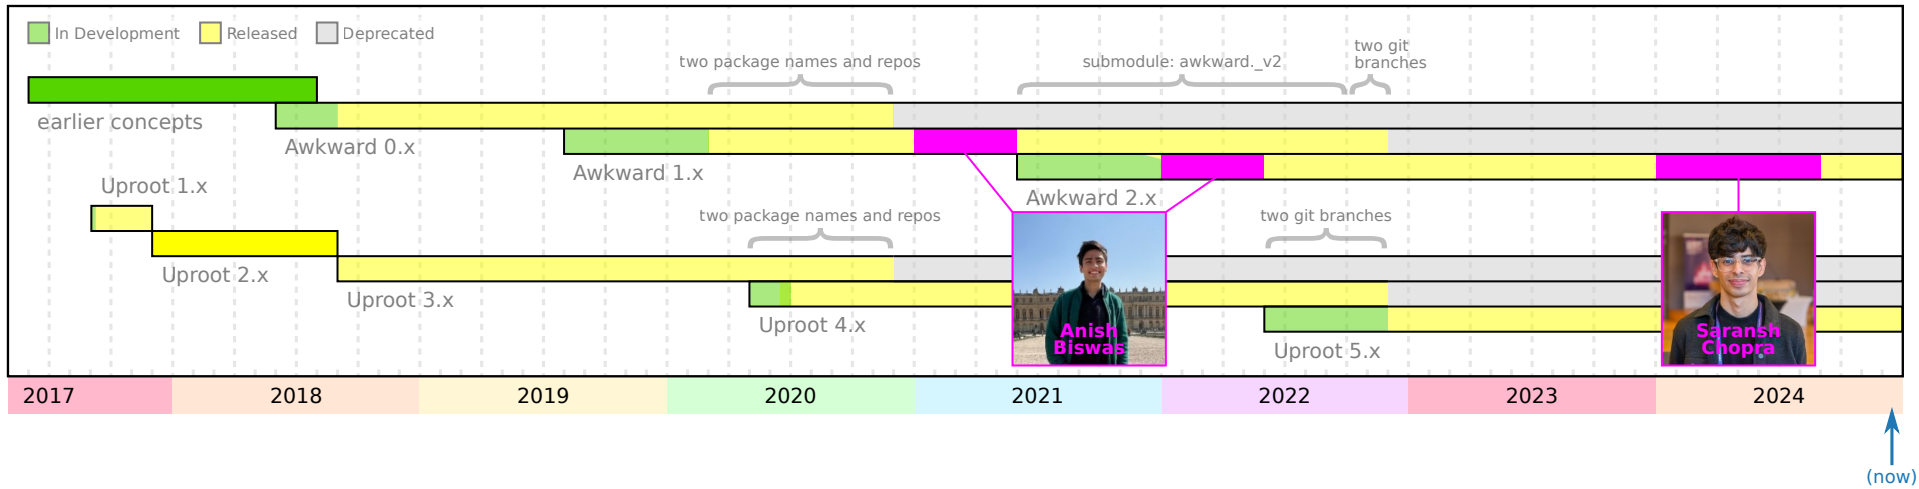 In Development
Released
Deprecated
two git
branches
two package names and repos
submodule: awkward._v2
earlier concepts
Awkward 0.x
Awkward 1.x
Uproot 1.x
Awkward 2.x
two package names and repos
two git branches
Uproot 2.x
Uproot 3.x
Uproot 4.x
Anish
Biswas
Saransh
Chopra
Uproot 5.x
2017
2018
2019
2020
2021
2022
2023
2024
(now)